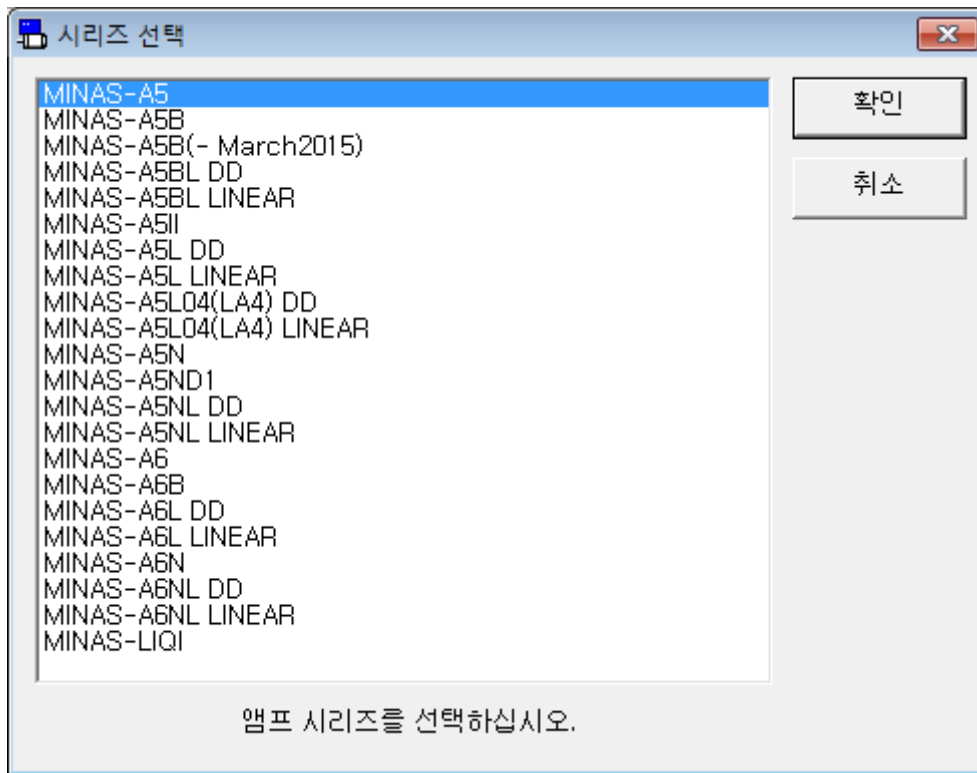 시리즈 선택
MINAS-A5
MINAS-A5B
MINAS-A5B(- March2015)
MINAS-A5BL DD
MINAS-A5BL LINEAR
MINAS-A5II
MINAS-A5L DD
MINAS-A5L LINEAR
MINAS-A5L04(LA4) DD
MINAS-A5L04(LA4) LINEAR
MINAS-A5N
MINAS-A5ND1
MINAS-A5NL DD
MINAS-A5NL LINEAR
MINAS-A6
MINAS-A6B
MINAS-A6L DD
MINAS-A6L LINEAR
MINAS-A6N
MINAS-A6NL DD
MINAS-A6NL LINEAR
MINAS-LIQI
확인
취소
앰프 시리즈를 선택하십시오.